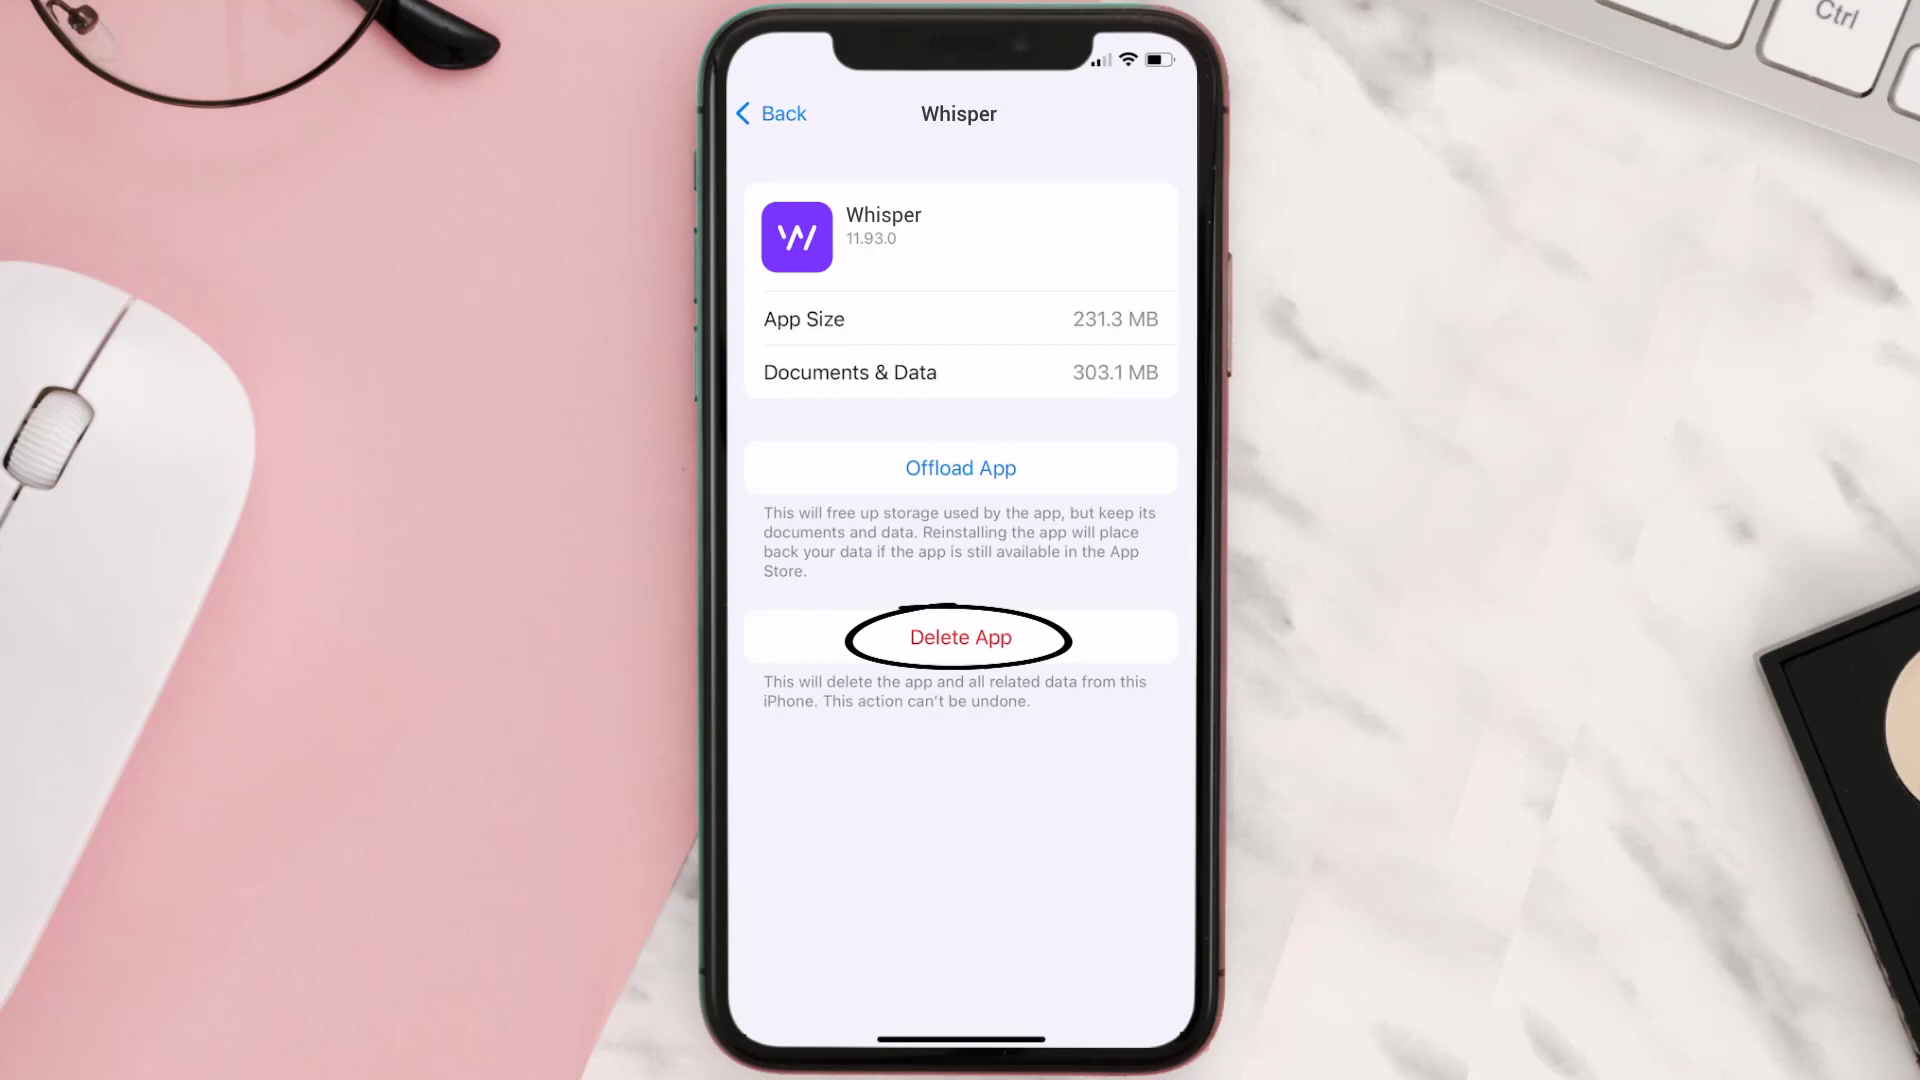 Ctrl
Back
Whisper
Whisper
11.93.0
App Size 231.3 MB
Documents & Data 303.1 MB
Offload App
This will free up storage used by the app, but keep its
documents and data. Reinstalling the app will place
back your data if the app is still available in the App
Store.
Delete App
This will delete the app and all related data from this
iPhone. This action can't be undone.